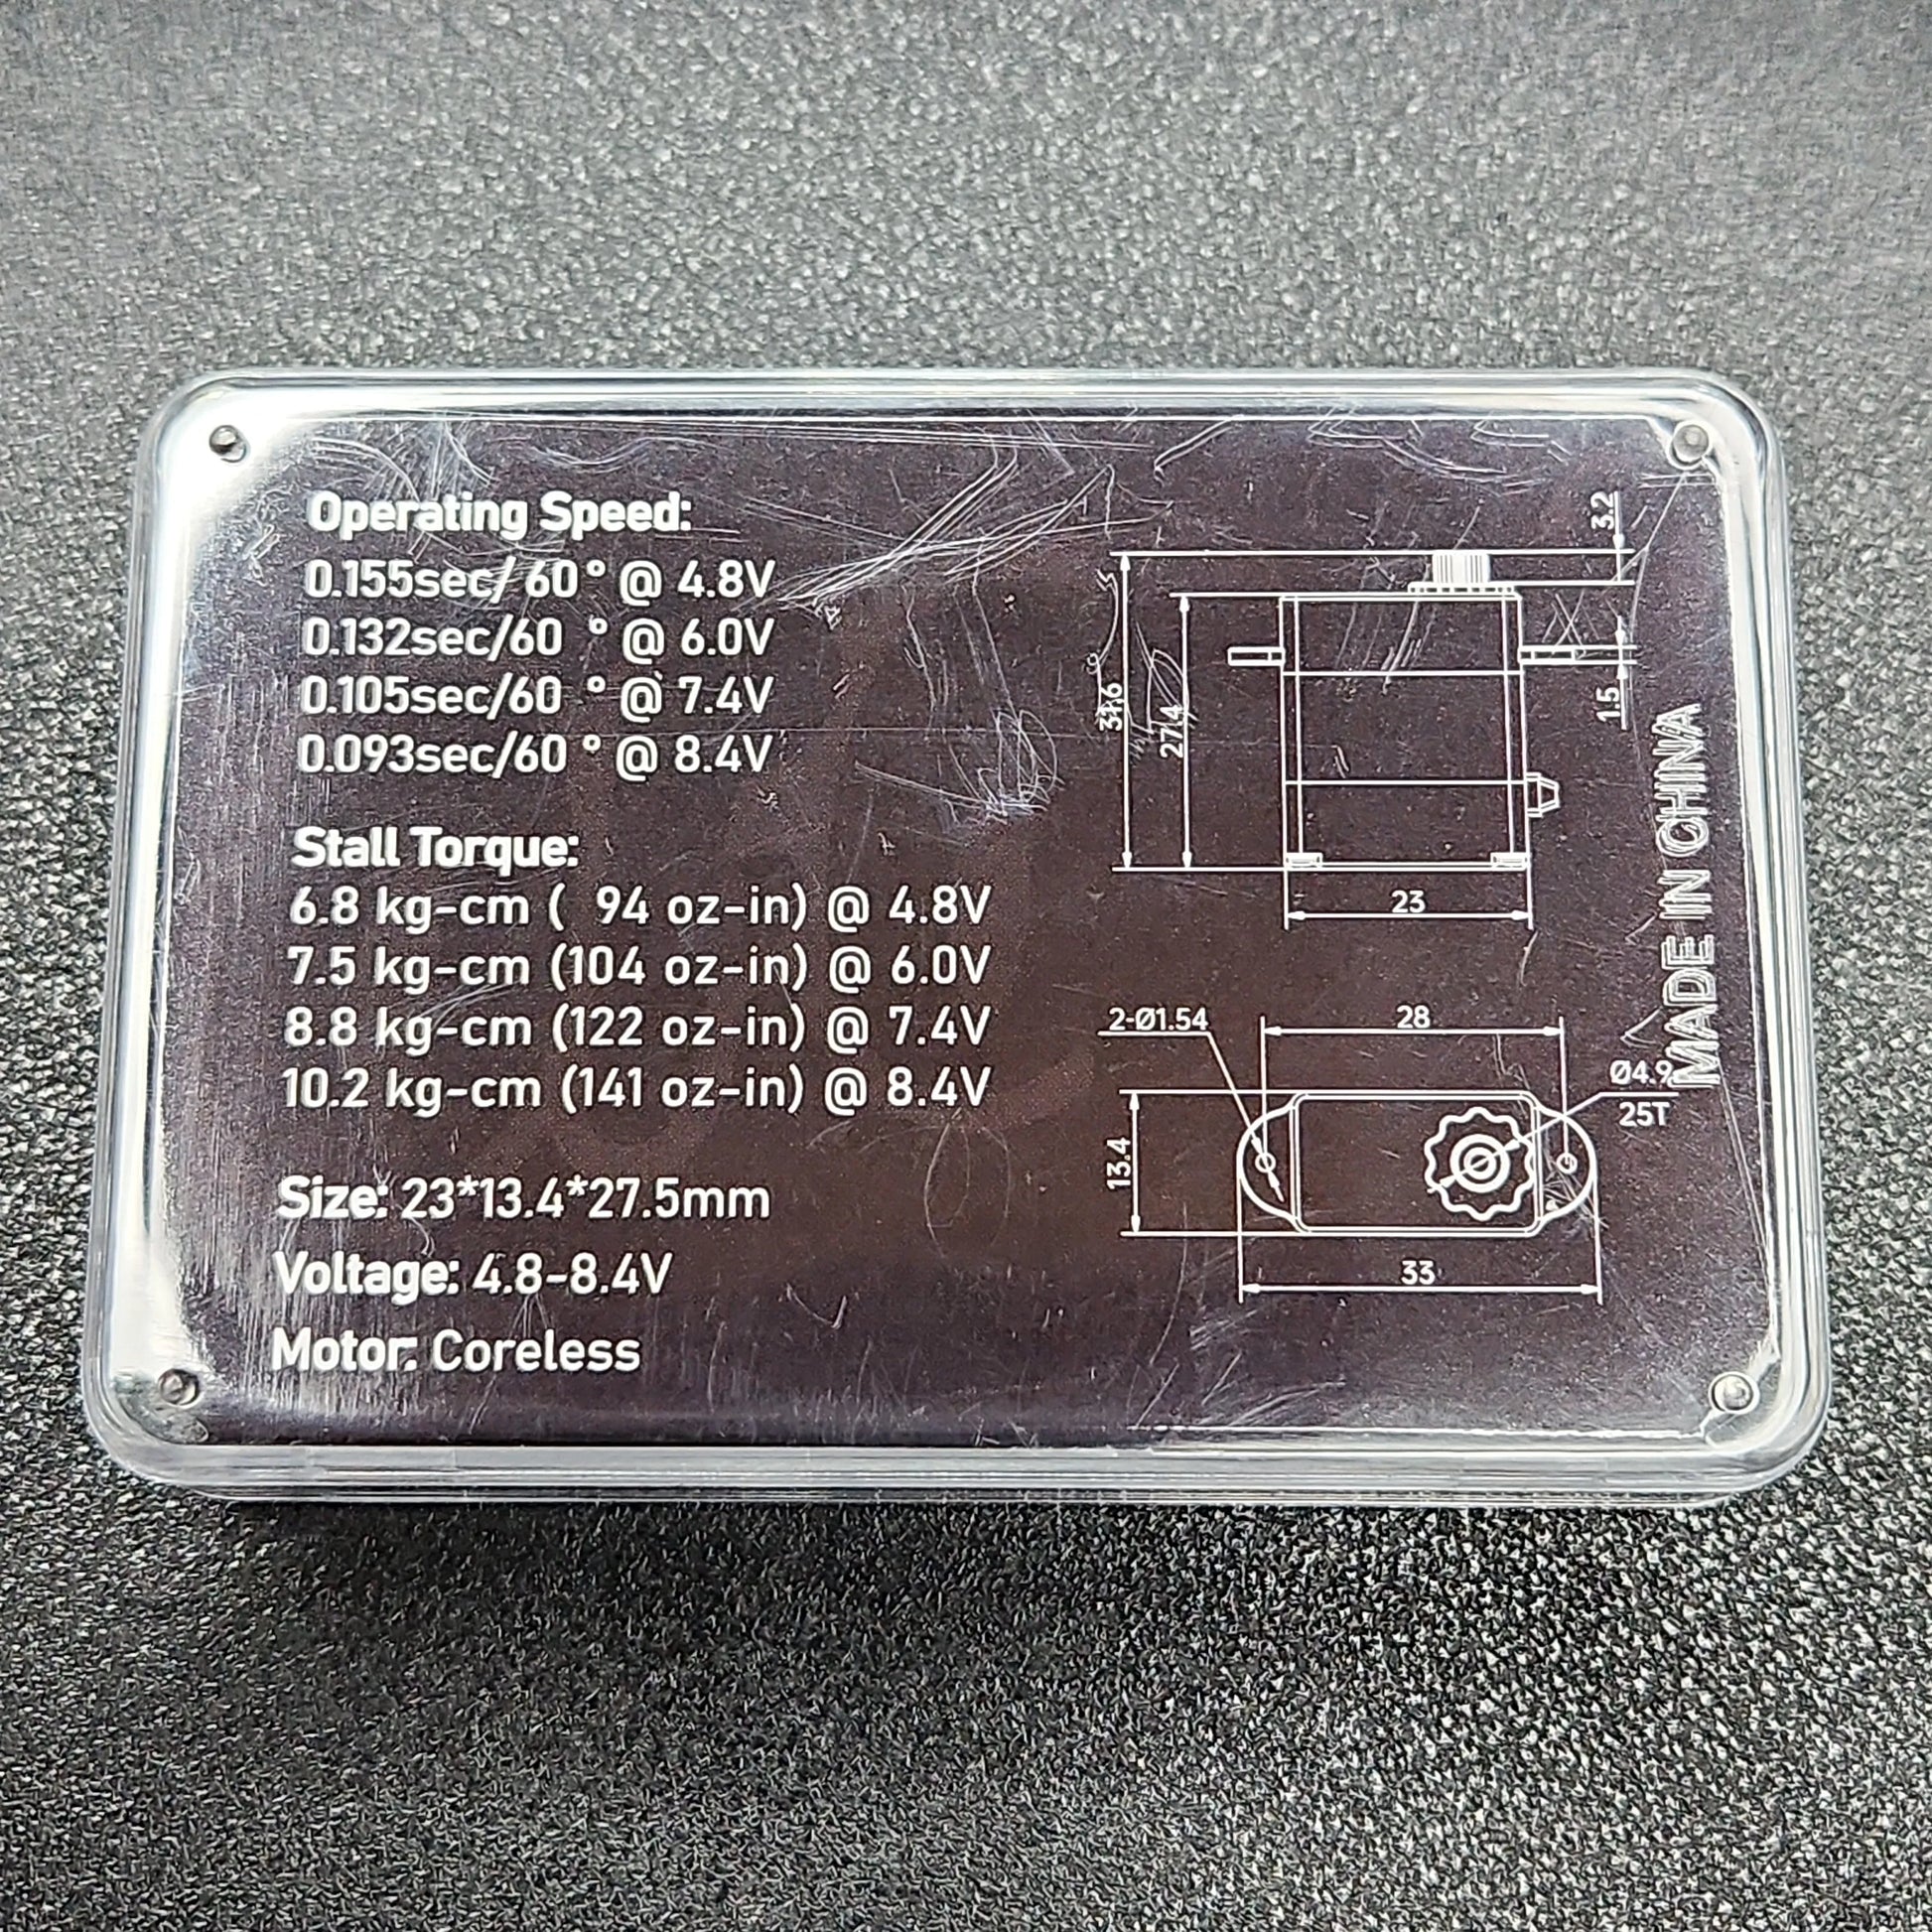 Operating Speed:
0.155sec/ 60° @ 4.8V
0.132sec/60 ° @ 6.0V
0.105sec/60 ° @ 7.4V
0.093sec/60 ° @ 8.4V
Stall Torque:
6.8 kg-cm ( 94 oz-in) @ 4.8V
7.5 kg-cm (104 oz-in) @ 6.0V
8.8 kg-cm (122 oz-in) @ 7.4V
10.2 kg-cm (141 oz-in) @ 8.4V
Size: 23*13.4*27.5mm
Voltage: 4.8-8.4V
Motor: Coreless
3.2
27.4
1.5
23
2-Ø1.54
28
Ø4.9
25T
13.4
33
MADE IN CHINA